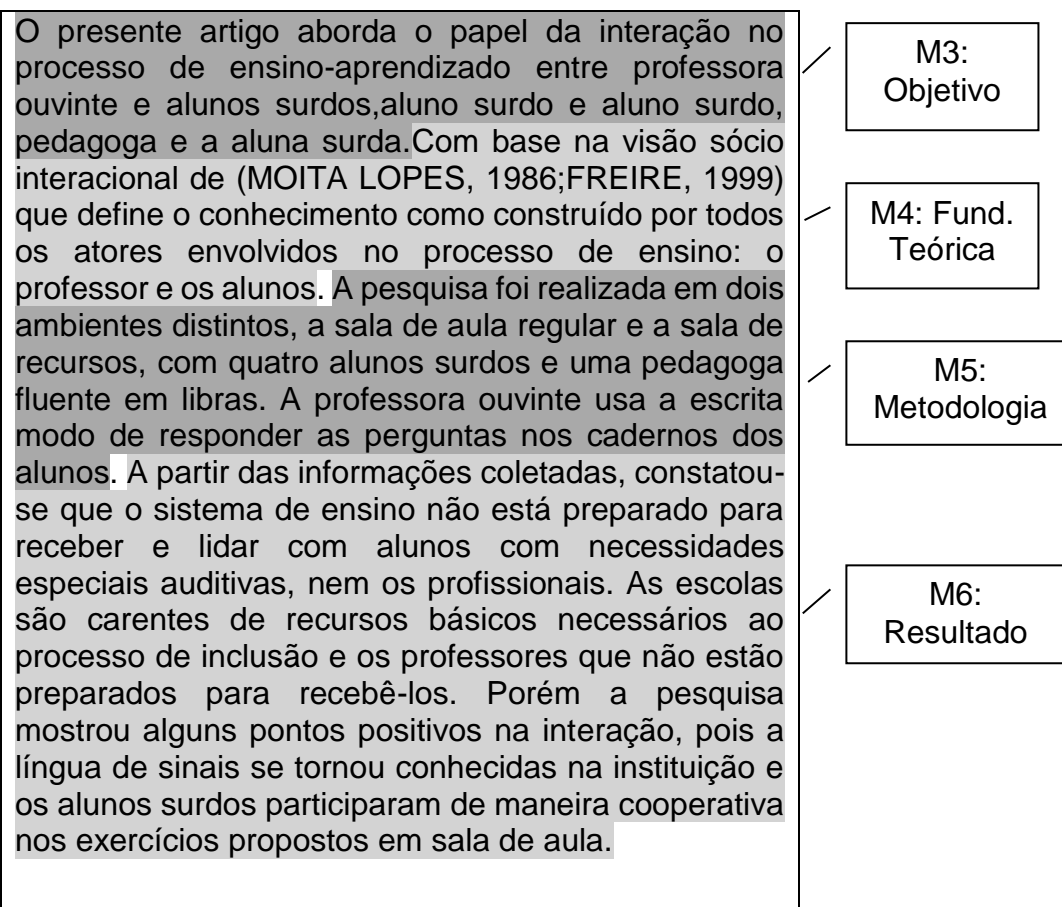 O presente artigo aborda o papel da interação no
processo de ensino-aprendizado entre professora
ouvinte e alunos surdos,aluno surdo e aluno surdo,
pedagoga e a aluna surda.Com base na visão sócio
interacional de (MOITA LOPES, 1986;FREIRE, 1999)
que define o conhecimento como construído por todos
os atores envolvidos no processo de ensino: o
professor e os alunos. A pesquisa foi realizada em dois
ambientes distintos, a sala de aula regular e a sala de
recursos, com quatro alunos surdos e uma pedagoga
fluente em libras. A professora ouvinte usa a escrita
modo de responder as perguntas nos cadernos dos
alunos. A partir das informações coletadas, constatou-
se que o sistema de ensino não está preparado para
receber e lidar com alunos com necessidades
especiais auditivas, nem os profissionais. As escolas
são carentes de recursos básicos necessários ao
processo de inclusão e os professores que não estão
preparados para recebê-los. Porém a pesquisa
mostrou alguns pontos positivos na interação, pois a
língua de sinais se tornou conhecidas na instituição e
os alunos surdos participaram de maneira cooperativa
nos exercícios propostos em sala de aula.
M3:
Objetivo
M4: Fund.
Teórica
M5:
Metodologia
M6:
Resultado